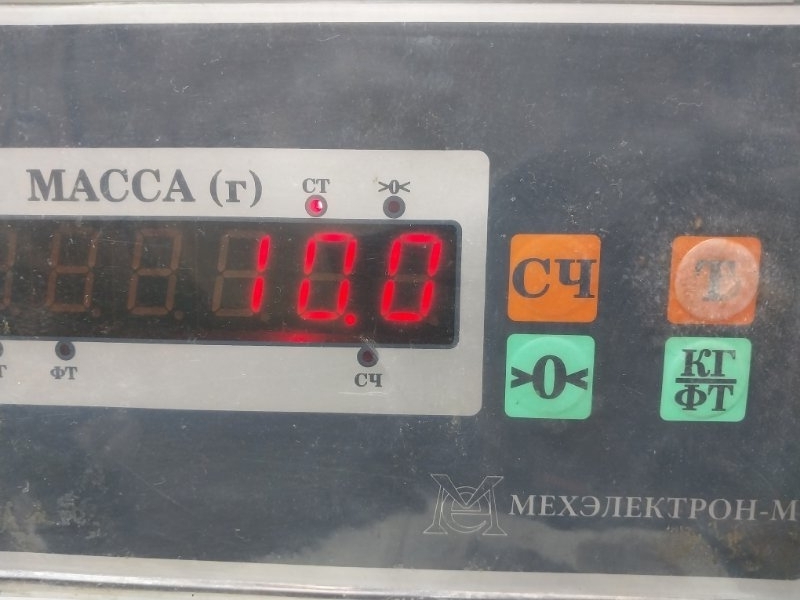 МАССА (г)
СТ >0<
10.0
ФТ СЧ
СЧ Т
>0< КГ
ФТ
МЕХЭЛЕКТРОН-М